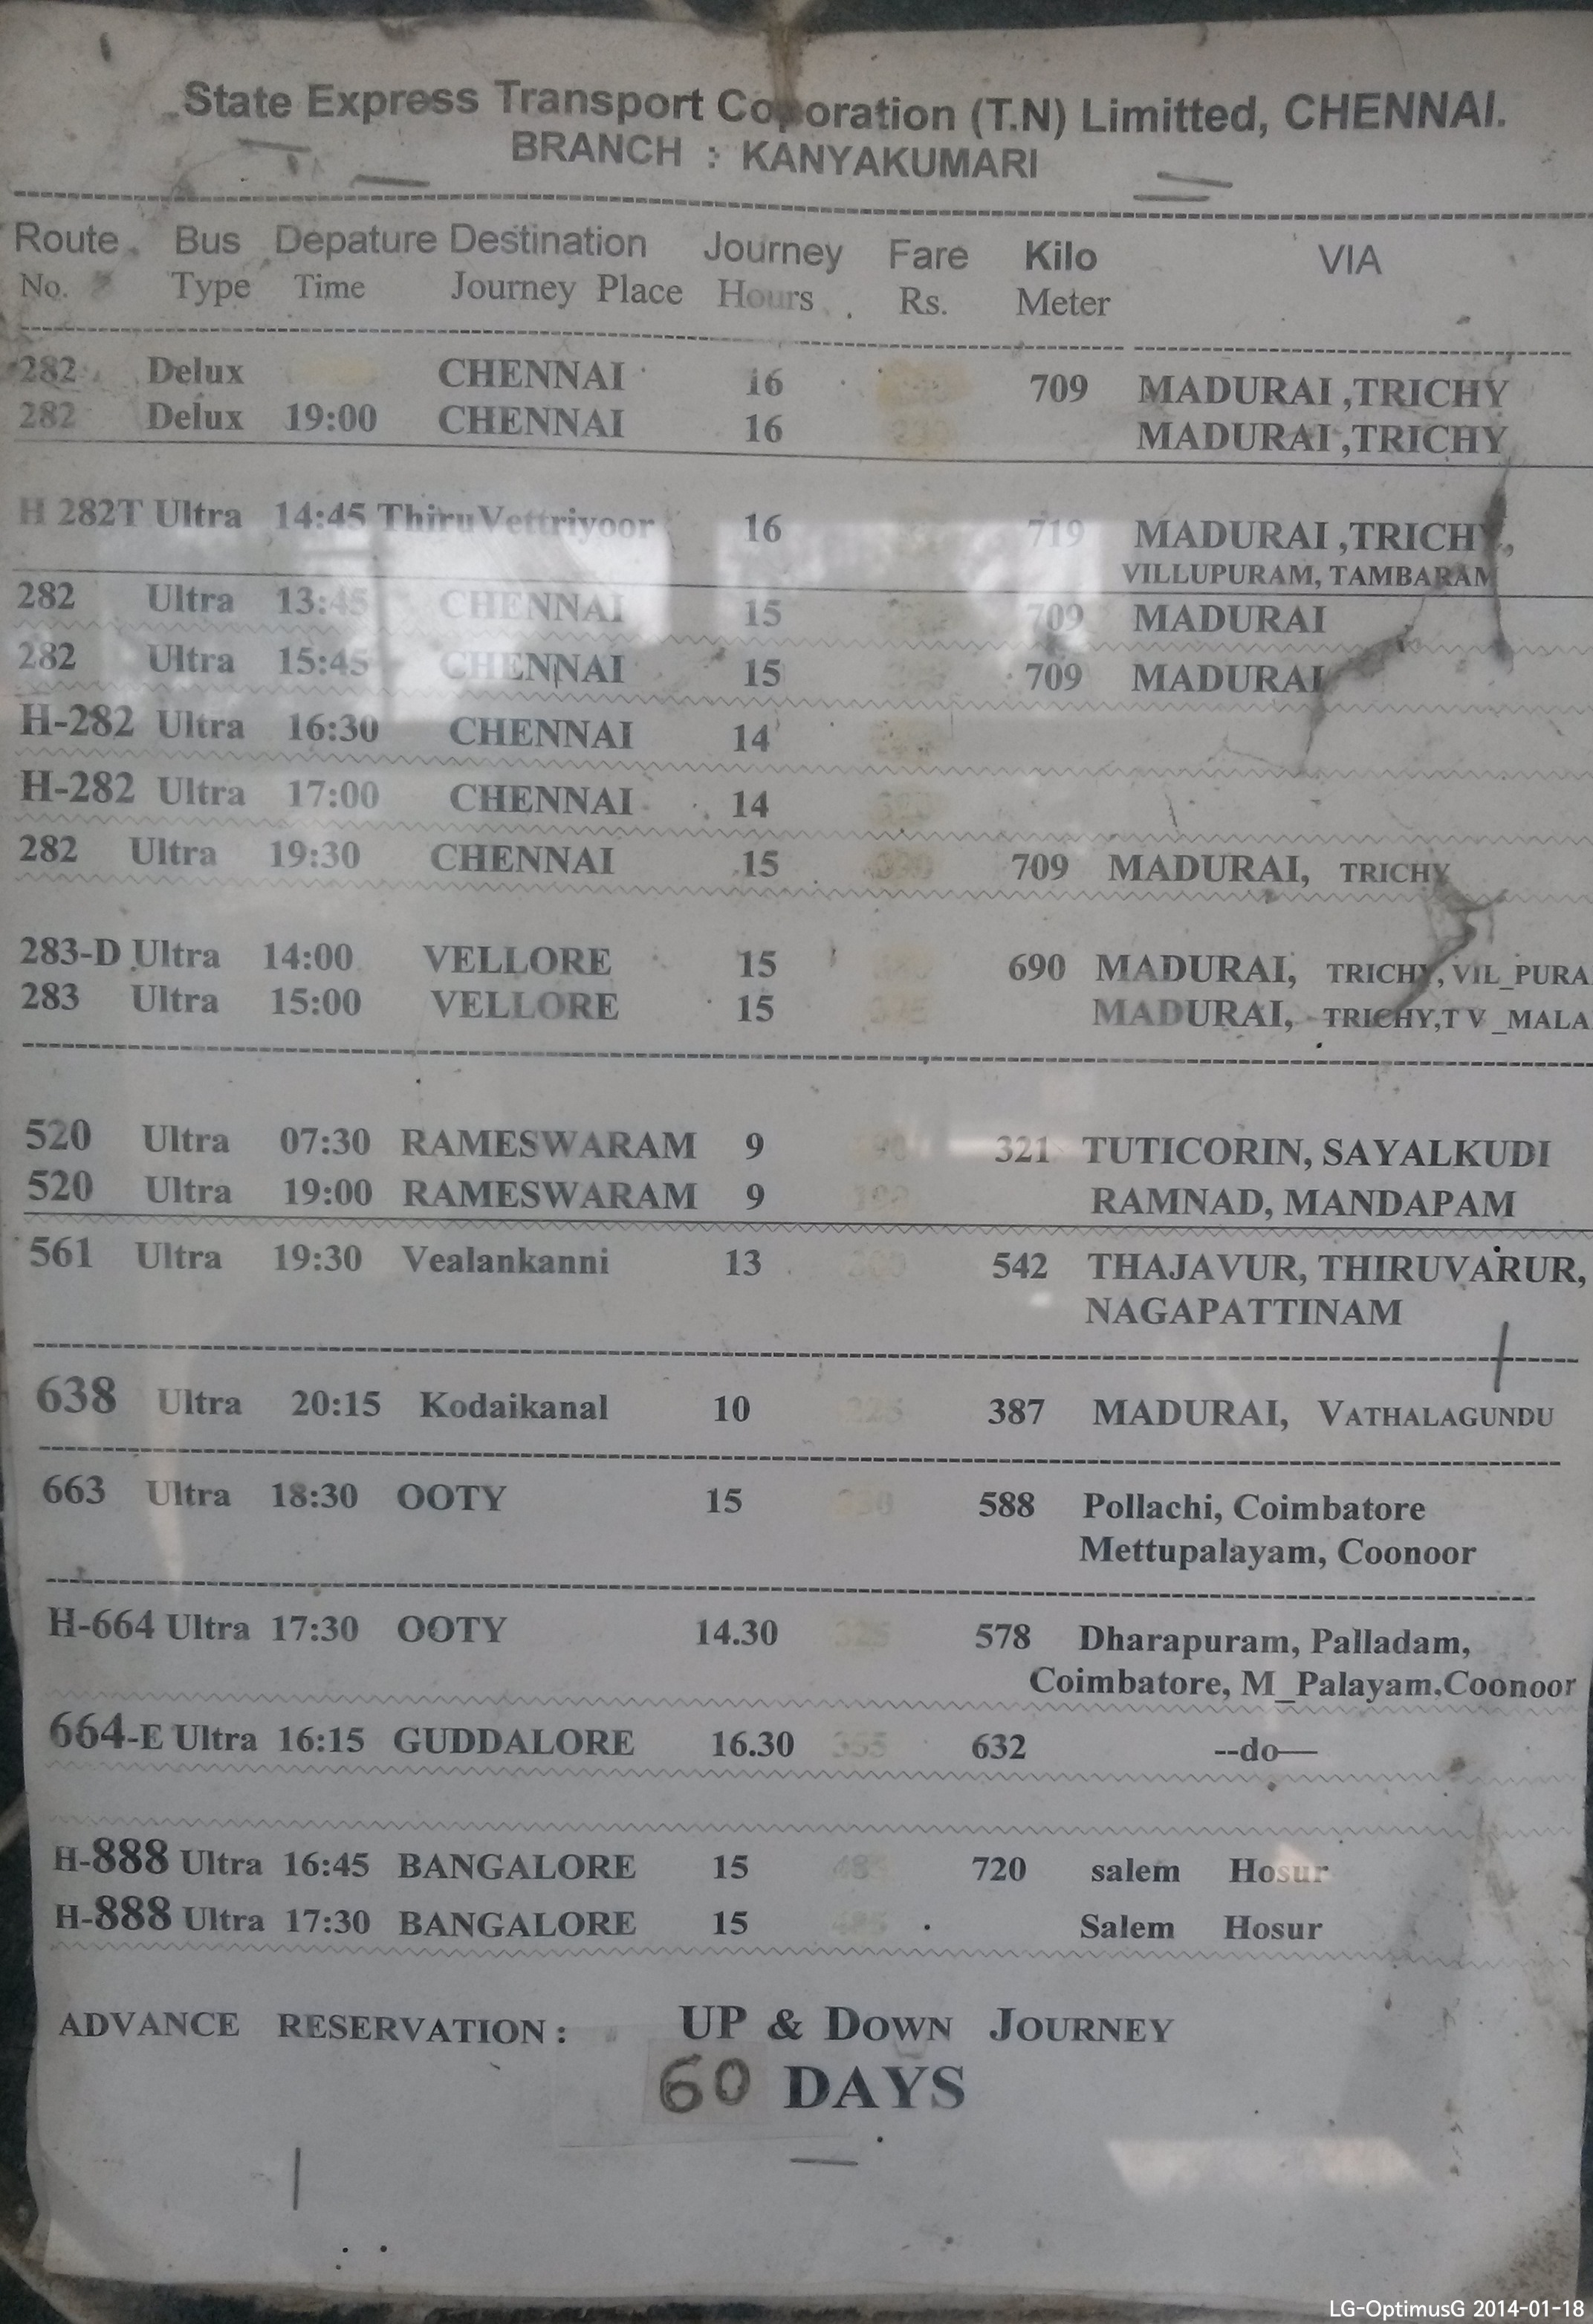 State Express Transport Coporation (T.N) Limitted, CHENNAI.
BRANCH : KANYAKUMARI
Route Bus Depature Destination Journey Fare Kilo VIA
No. Type Time Journey Place Hours Rs. Meter
282 Delux CHENNAI 16 709 MADURAI ,TRICHY
282 Delux 19:00 CHENNAI 16 MADURAI ,TRICHY
H 282T Ultra 14:45 ThiruVettriyoor 16 719 MADURAI ,TRICHY,
VILLUPURAM, TAMBARAM
282 Ultra 13:45 CHENNAI 15 709 MADURAI
282 Ultra 15:45 CHENNAI 15 709 MADURAI
H-282 Ultra 16:30 CHENNAI 14
H-282 Ultra 17:00 CHENNAI 14
282 Ultra 19:30 CHENNAI 15 709 MADURAI, TRICHY
283-D Ultra 14:00 VELLORE 15 690 MADURAI, TRICHY,VIL_PURA
283 Ultra 15:00 VELLORE 15 MADURAI, TRICHY,T V _MALA
520 Ultra 07:30 RAMESWARAM 9 321 TUTICORIN, SAYALKUDI
520 Ultra 19:00 RAMESWARAM 9 RAMNAD, MANDAPAM
561 Ultra 19:30 Vealankanni 13 542 THAJAVUR, THIRUVARUR,
NAGAPATTINAM
638 Ultra 20:15 Kodaikanal 10 387 MADURAI, VATHALAGUNDU
663 Ultra 18:30 OOTY 15 588 Pollachi, Coimbatore
Mettupalayam, Coonoor
H-664 Ultra 17:30 OOTY 14.30 578 Dharapuram, Palladam,
Coimbatore, M_Palayam,Coonoor
664-E Ultra 16:15 GUDDALORE 16.30 355 632 --do—
H-888 Ultra 16:45 BANGALORE 15 720 salem Hosur
H-888 Ultra 17:30 BANGALORE 15 Salem Hosur
ADVANCE RESERVATION : UP & DOWN JOURNEY
60 DAYS
LG-OptimusG 2014-01-18